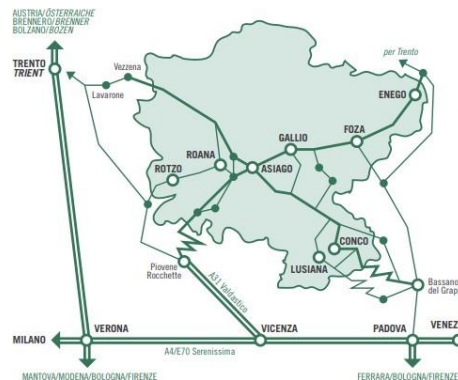 AUSTRIA/ÖSTERRAICHE
BRENNERO/BRENNER
BOLZANO/BOZEN
TRENTO
TRIENT
Vezzena
Lavarone
per Trento
ENEGO
FOZA
GALLIO
ROANA
ASIAGO
ROTZO
CONCO
LUSIANA
Piovene
Rocchette
A31 Valdastico
Bassano
del Grap
MILANO
VERONA
VICENZA
PADOVA
VENEZ
A4/E70 Serenissima
MANTOVA/MODENA/BOLOGNA/FIRENZE
FERRARA/BOLOGNA/FIRENZE